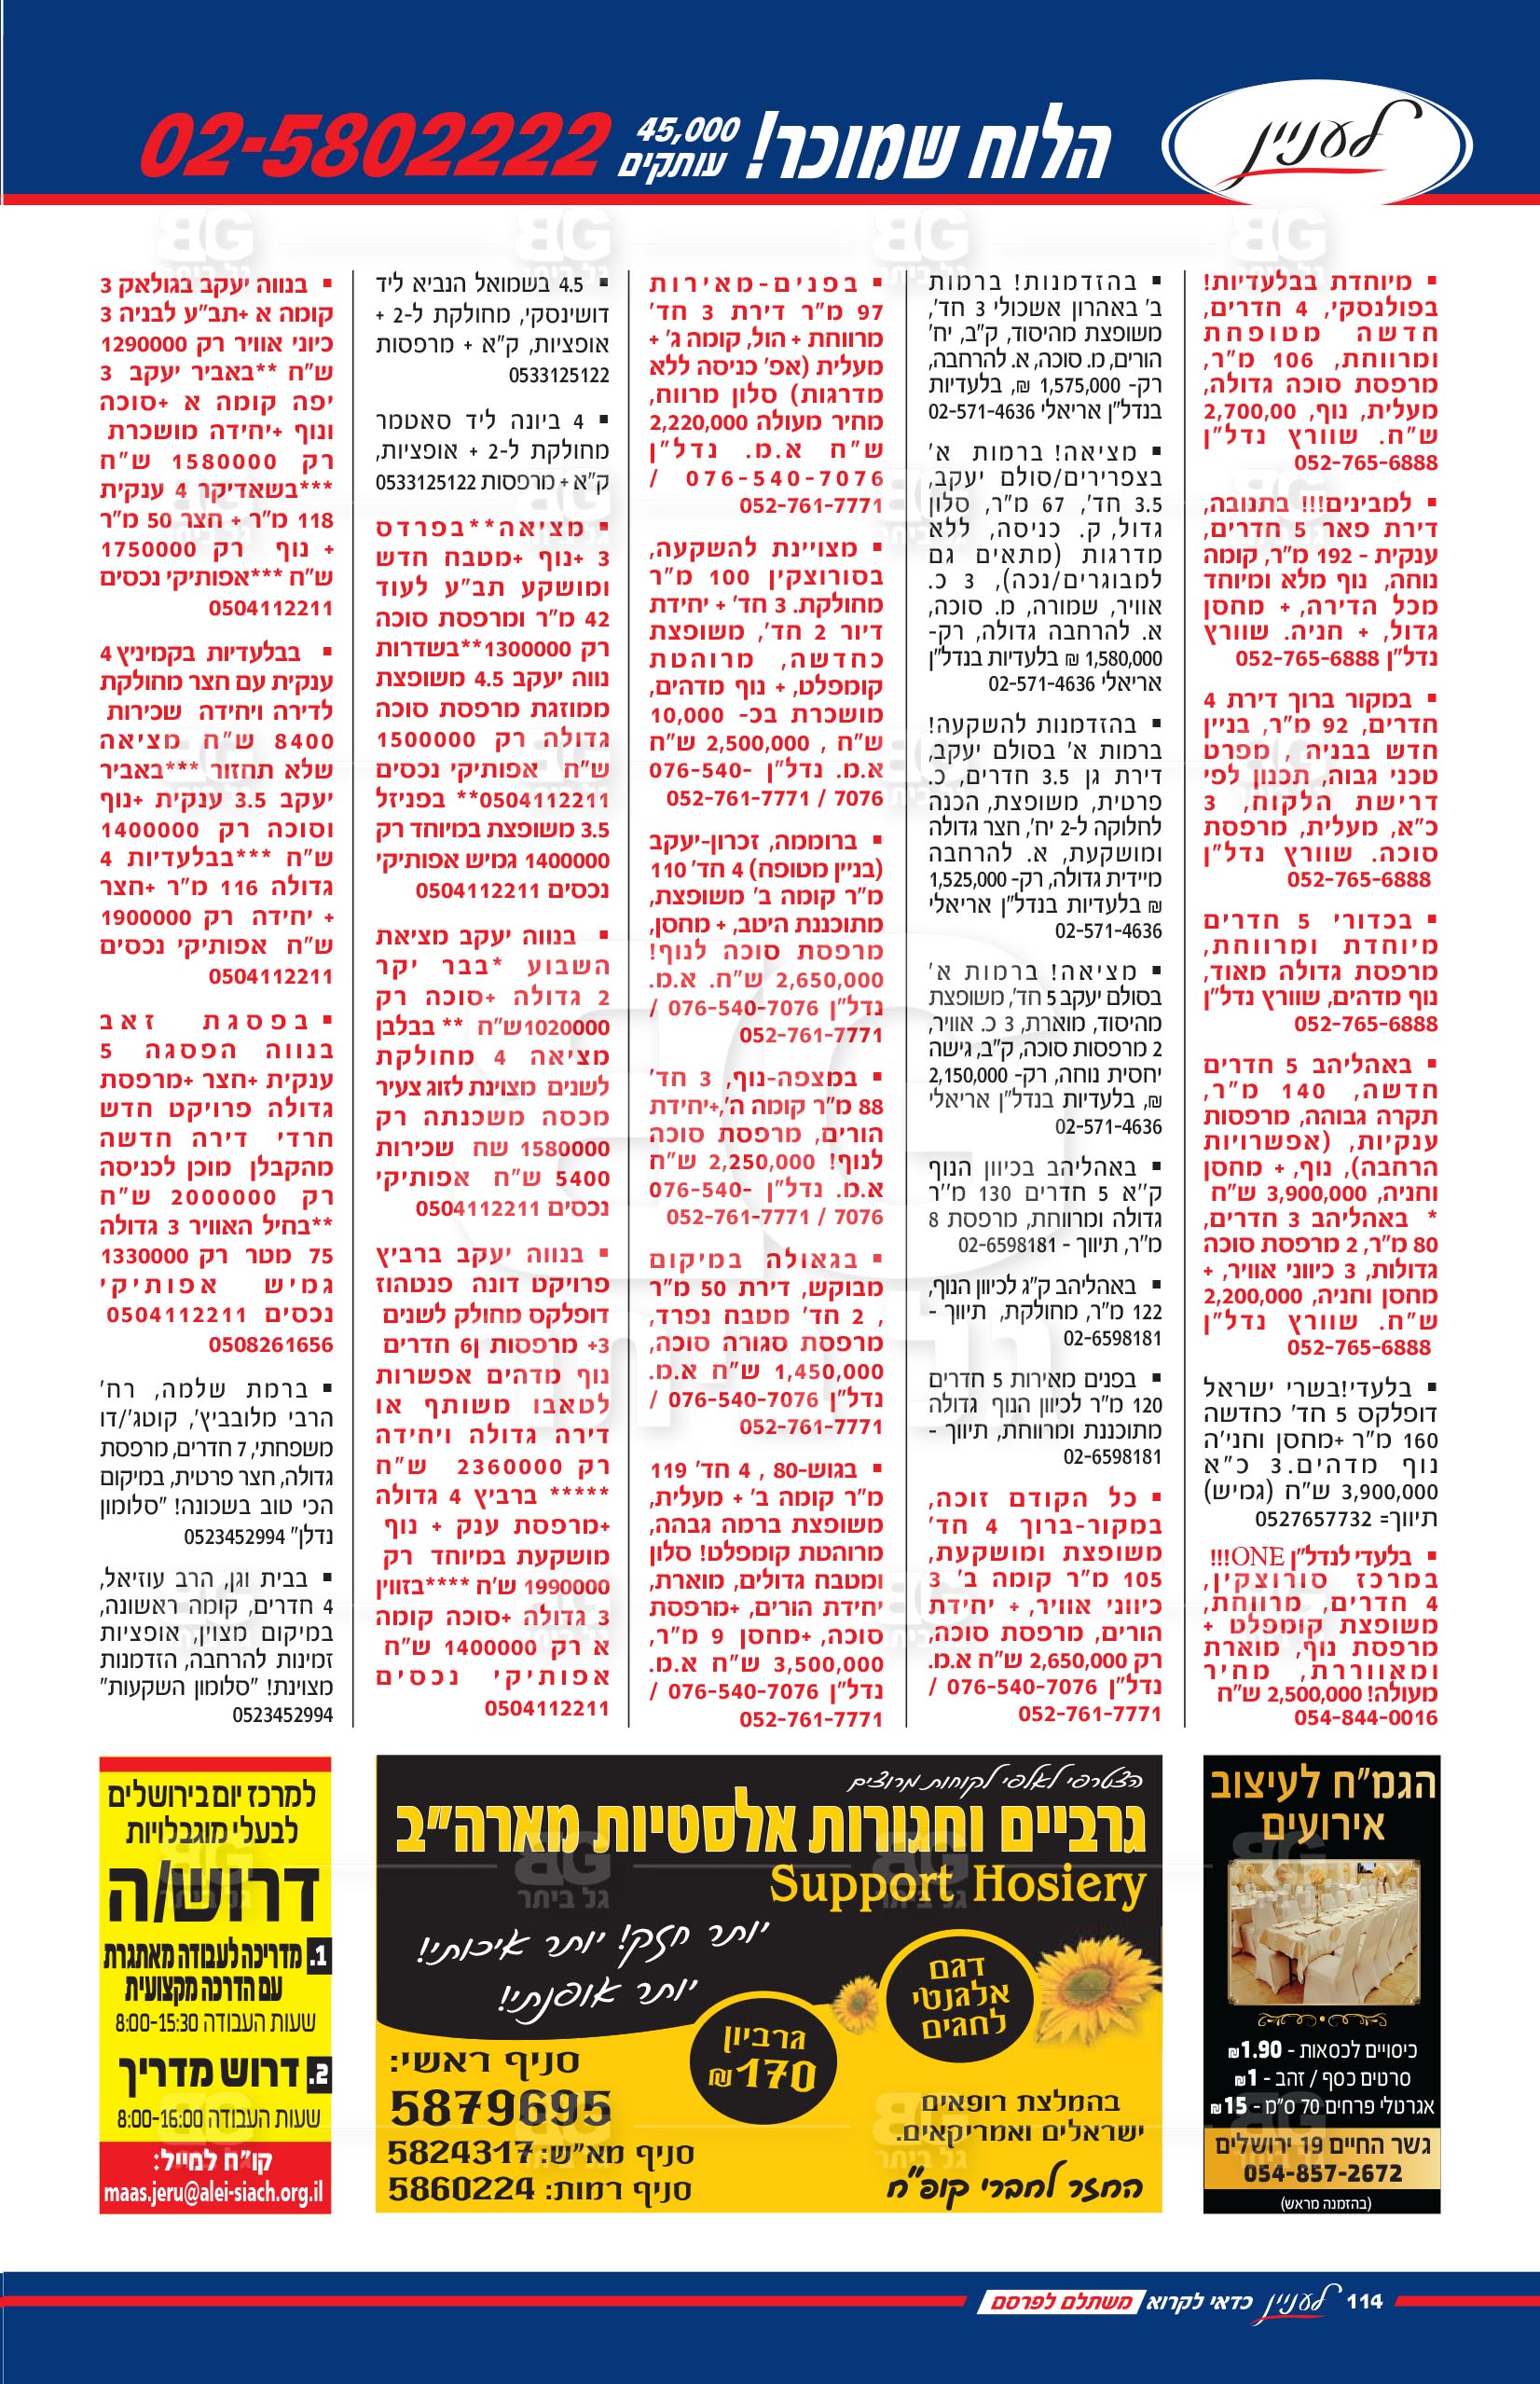 לעניין
הלוח שמוכר!
45,000
עותקים
02-5802222
▪ מיוחדת בבלעדיות!
בפולנסקי, 4 חדרים,
חדשה מטופחת
ומרווחת, 106 מ"ר,
מרפסת סוכה גדולה,
מעלית, נוף, 2,700,00
ש"ח. שוורץ נדל"ן
052-765-6888
▪ למבינים!!! בתנובה,
דירת פאר 5 חדרים,
ענקית - 192 מ"ר, קומה
נוחה, נוף מלא ומיוחד
מכל הדירה, + מחסן
גדול, + חניה. שוורץ
נדל"ן 052-765-6888
▪ במקור ברוך דירת 4
חדרים, 92 מ"ר, בניין
חדש בבניה , מפרט
טכני גבוה, תכנון לפי
דרישת הלקוח, 3
כ"א, מעלית, מרפסת
סוכה. שוורץ נדל"ן
052-765-6888
▪ בכדורי 5 חדרים
מיוחדת ומרווחת,
מרפסת גדולה מאוד,
נוף מדהים, שוורץ נדל"ן
052-765-6888
▪ באהליהב 5 חדרים
חדשה, 140 מ"ר,
תקרה גבוהה, מרפסות
ענקיות, (אפשרויות
הרחבה), נוף, + מחסן
וחניה, 3,900,000 ש"ח
* באהליהב 3 חדרים,
80 מ"ר, 2 מרפסת סוכה
גדולות, 3 כיווני אוויר, +
מחסן וחניה, 2,200,000
ש"ח. שוורץ נדל"ן
052-765-6888
▪ בלעדי!בשרי ישראל
דופלקס 5 חד' כחדשה
160 מ"ר +מחסן וחני'ה
נוף מדהים.3 כ"א
3,900,000 ש"ח (גמיש)
תיווך= 0527657732
▪ בלעדי לנדל"ן ONE!!!
במרכז סורוצקין,
4 חדרים, מרווחת,
משופצת קומפלט +
מרפסת נוף, מוארת
ומאווררת, מחיר
מעולה! 2,500,000 ש"ח
054-844-0016
▪ בהזדמנות! ברמות
ב' באהרון אשכולי 3 חד',
משופצת מהיסוד, ק"ב, יח'
הורים, מ. סוכה, א. להרחבה,
רק- 1,575,000 ₪, בלעדיות
בנדל"ן אריאלי 02-571-4636
▪ מציאה! ברמות א'
בצפרירים/סולם יעקב,
3.5 חד', 67 מ"ר, סלון
גדול, ק. כניסה, ללא
מדרגות (מתאים גם
למבוגרים/נכה), 3 כ.
אוויר, שמורה, מ. סוכה,
א. להרחבה גדולה, רק-
1,580,000 ₪ בלעדיות בנדל"ן
אריאלי 02-571-4636
▪ בהזדמנות להשקעה!
ברמות א' בסולם יעקב,
דירת גן 3.5 חדרים, כ.
פרטית, משופצת, הכנה
לחלוקה ל-2 יח', חצר גדולה
ומושקעת, א. להרחבה
מיידית גדולה, רק- 1,525,000
₪ בלעדיות בנדל"ן אריאלי
02-571-4636
▪ מציאה! ברמות א'
בסולם יעקב 5 חד', משופצת
מהיסוד, מוארת, 3 כ. אוויר,
2 מרפסות סוכה, ק"ב, גישה
יחסית נוחה, רק- 2,150,000
₪, בלעדיות בנדל"ן אריאלי
02-571-4636
▪ באהליהב בכיוון הנוף
ק"א 5 חדרים 130 מ"ר
גדולה ומרווחת, מרפסת 8
מ"ר, תיווך - 02-6598181
▪ באהליהב ק"ג לכיוון הנוף,
122 מ"ר, מחולקת, תיווך -
02-6598181
▪ בפנים מאירות 5 חדרים
120 מ"ר לכיוון הנוף גדולה
מתוכננת ומרווחת, תיווך -
02-6598181
▪ כל הקודם זוכה,
במקור-ברוך 4 חד'
משופצת ומושקעת,
105 מ"ר קומה ב', 3
כיווני אוויר, + יחידת
הורים, מרפסת סוכה,
רק 2,650,000 ש"ח א.מ.
נדל"ן 076-540-7076 /
052-761-7771
▪ בפנים-מאירות
97 מ"ר דירת 3 חד'
מרווחת + הול, קומה ג' +
מעלית (אפ' כניסה ללא
מדרגות) סלון מרווח,
מחיר מעולה 2,220,000
ש"ח א.מ. נדל"ן
076-540-7076 /
052-761-7771
▪ מצויינת להשקעה,
בסורוצקין 100 מ"ר
מחולקת. 3 חד' + יחידת
דיור 2 חד', משופצת
כחדשה, מרוהטת
קומפלט, + נוף מדהים,
מושכרת בכ- 10,000
ש"ח , 2,500,000 ש"ח
א.מ. נדל"ן 076-540-
7076 / 052-761-7771
▪ ברוממה, זכרון-יעקב
(בניין מטופח) 4 חד' 110
מ"ר קומה ב' משופצת,
מתוכננת היטב, + מחסן,
מרפסת סוכה לנוף!
2,650,000 ש"ח. א.מ.
נדל"ן 076-540-7076 /
052-761-7771
▪ במצפה-נוף, 3 חד'
88 מ"ר קומה ה',+יחידת
הורים, מרפסת סוכה
לנוף! 2,250,000 ש"ח
א.מ. נדל"ן 076-540-
7076 / 052-761-7771
▪ בגאולה במיקום
מבוקש, דירת 50 מ"ר
, 2 חד' מטבח נפרד,
מרפסת סגורה סוכה,
1,450,000 ש"ח א.מ.
נדל"ן 076-540-7076 /
052-761-7771
▪ בגוש-80 , 4 חד' 119
מ"ר קומה ב' + מעלית,
משופצת ברמה גבהה,
מרוהטת קומפלט! סלון
ומטבח גדולים, מוארת,
יחידת הורים, +מרפסת
סוכה, +מחסן 9 מ"ר,
3,500,000 ש"ח א.מ.
נדל"ן 076-540-7076 /
052-761-7771
▪ 4.5 בשמואל הנביא ליד
דושינסקי, מחולקת ל-2 +
אופציות, ק"א + מרפסות
0533125122
▪ 4 ביונה ליד סאטמר
מחולקת ל-2 + אופציות,
ק"א + מרפסות 0533125122
▪ מציאה**בפרדס
3 +נוף +מטבח חדש
ומושקע תב"ע לעוד
42 מ"ר ומרפסת סוכה
רק 1300000**בשדרות
נווה יעקב 4.5 משופצת
ממוזגת מרפסת סוכה
גדולה רק 1500000
ש"ח אפותיקי נכסים
0504112211** בפניזל
3.5 משופצת במיוחד רק
1400000 גמיש אפותיקי
נכסים 0504112211
▪ בנווה יעקב מציאת
השבוע *בבר יקר
2 גדולה +סוכה רק
1020000ש"ח ** בבלבן
מציאה 4 מחולקת
לשנים מצוינת לזוג צעיר
מכסה משכנתה רק
1580000 שח שכירות
5400 ש"ח אפותיקי
נכסים 0504112211
▪ בנווה יעקב ברביץ
פרויקט דונה פנטהוז
דופלקס מחולק לשנים
3+ מרפסות ן6 חדרים
נוף מדהים אפשרות
לטאבו משותף או
דירה גדולה ויחידה
רק 2360000 ש"ח
***** ברביץ 4 גדולה
+מרפסת ענק + נוף
מושקעת במיוחד רק
1990000 ש'ח ****בזווין
3 גדולה +סוכה קומה
א רק 1400000 ש"ח
אפותיקי נכסים
0504112211
▪ בנווה יעקב בגולאק 3
קומה א +תב"ע לבניה 3
כיוני אוויר רק 1290000
ש"ח **באביר יעקב 3
יפה קומה א +סוכה
ונוף +יחידה מושכרת
רק 1580000 ש"ח
***בשאדיקר 4 ענקית
118 מ"ר + חצר 50 מ"ר
+ נוף רק 1750000
ש"ח ***אפותיקי נכסים
0504112211
▪ בבלעדיות בקמיניץ 4
ענקית עם חצר מחולקת
לדירה ויחידה שכירות
8400 ש"ח מציאה
שלא תחזור ***באביר
יעקב 3.5 ענקית +נוף
וסוכה רק 1400000
ש"ח ***בבלעדיות 4
גדולה 116 מ"ר +חצר
+ יחידה רק 1900000
ש"ח אפותיקי נכסים
0504112211
▪ בפסגת זאב
בנווה הפסגה 5
ענקית +חצר +מרפסת
גדולה פרויקט חדש
חרדי דירה חדשה
מהקבלן מוכן לכניסה
רק 2000000 ש"ח
**בחיל האוויר 3 גדולה
75 מטר רק 1330000
גמיש אפותיקי
נכסים 0504112211
0508261656
▪ ברמת שלמה, רח'
הרבי מלובביץ', קוטג'/דו
משפחתי, 7 חדרים, מרפסת
גדולה, חצר פרטית, במיקום
הכי טוב בשכונה! "סלומון
נדלן" 0523452994
▪ בבית וגן, הרב עוזיאל,
4 חדרים, קומה ראשונה,
במיקום מצוין, אופציות
זמינות להרחבה, הזדמנות
מצוינת! "סלומון השקעות"
0523452994
הגמ"ח לעיצוב
אירועים
כיסויים לכסאות - 1.90₪
סרטים כסף / זהב - 1₪
אגרטלי פרחים 70 ס"מ - 15₪
גשר החיים 19 ירושלים
054-857-2672
(בהזמנה מראש)
הצטרפי לאלפי לקוחות מרוצים
גרביים וחגורות אלסטיות מארה"ב
Support Hosiery
יותר חזק! יותר איכותי!
יותר אופנתי!
דגם
אלגנטי
לחגים
גרביון
170₪
בהמלצת רופאים
ישראלים ואמריקאים.
החזר לחברי קופ"ח
סניף ראשי:
5879695
סניף מא"ש: 5824317
סניף רמות: 5860224
למרכז יום בירושלים
לבעלי מוגבלויות
דרוש/ה
1. מדריכה לעבודה מאתגרת
עם הדרכה מקצועית
שעות העבודה 8:00-15:30
2. דרוש מדריך
שעות העבודה 8:00-16:00
קו"ח למייל:
maas.jeru@alei-siach.org.il
114 לעניין כדאי לקרוא משתלם לפרסם
BG
גל ביתר